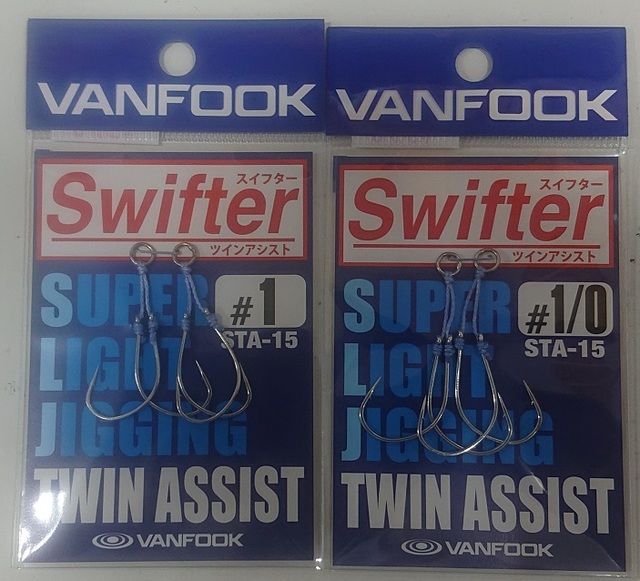 VANFOOK
スイフター
Swifter
ツインアシスト
SUPER
#1
STA-15
LIGHT
JIGGING
TWIN ASSIST
VANFOOK
VANFOOK
スイフター
Swifter
ツインアシスト
SUPER
#1/0
STA-15
LIGHT
JIGGING
TWIN ASSIST
VANFOOK